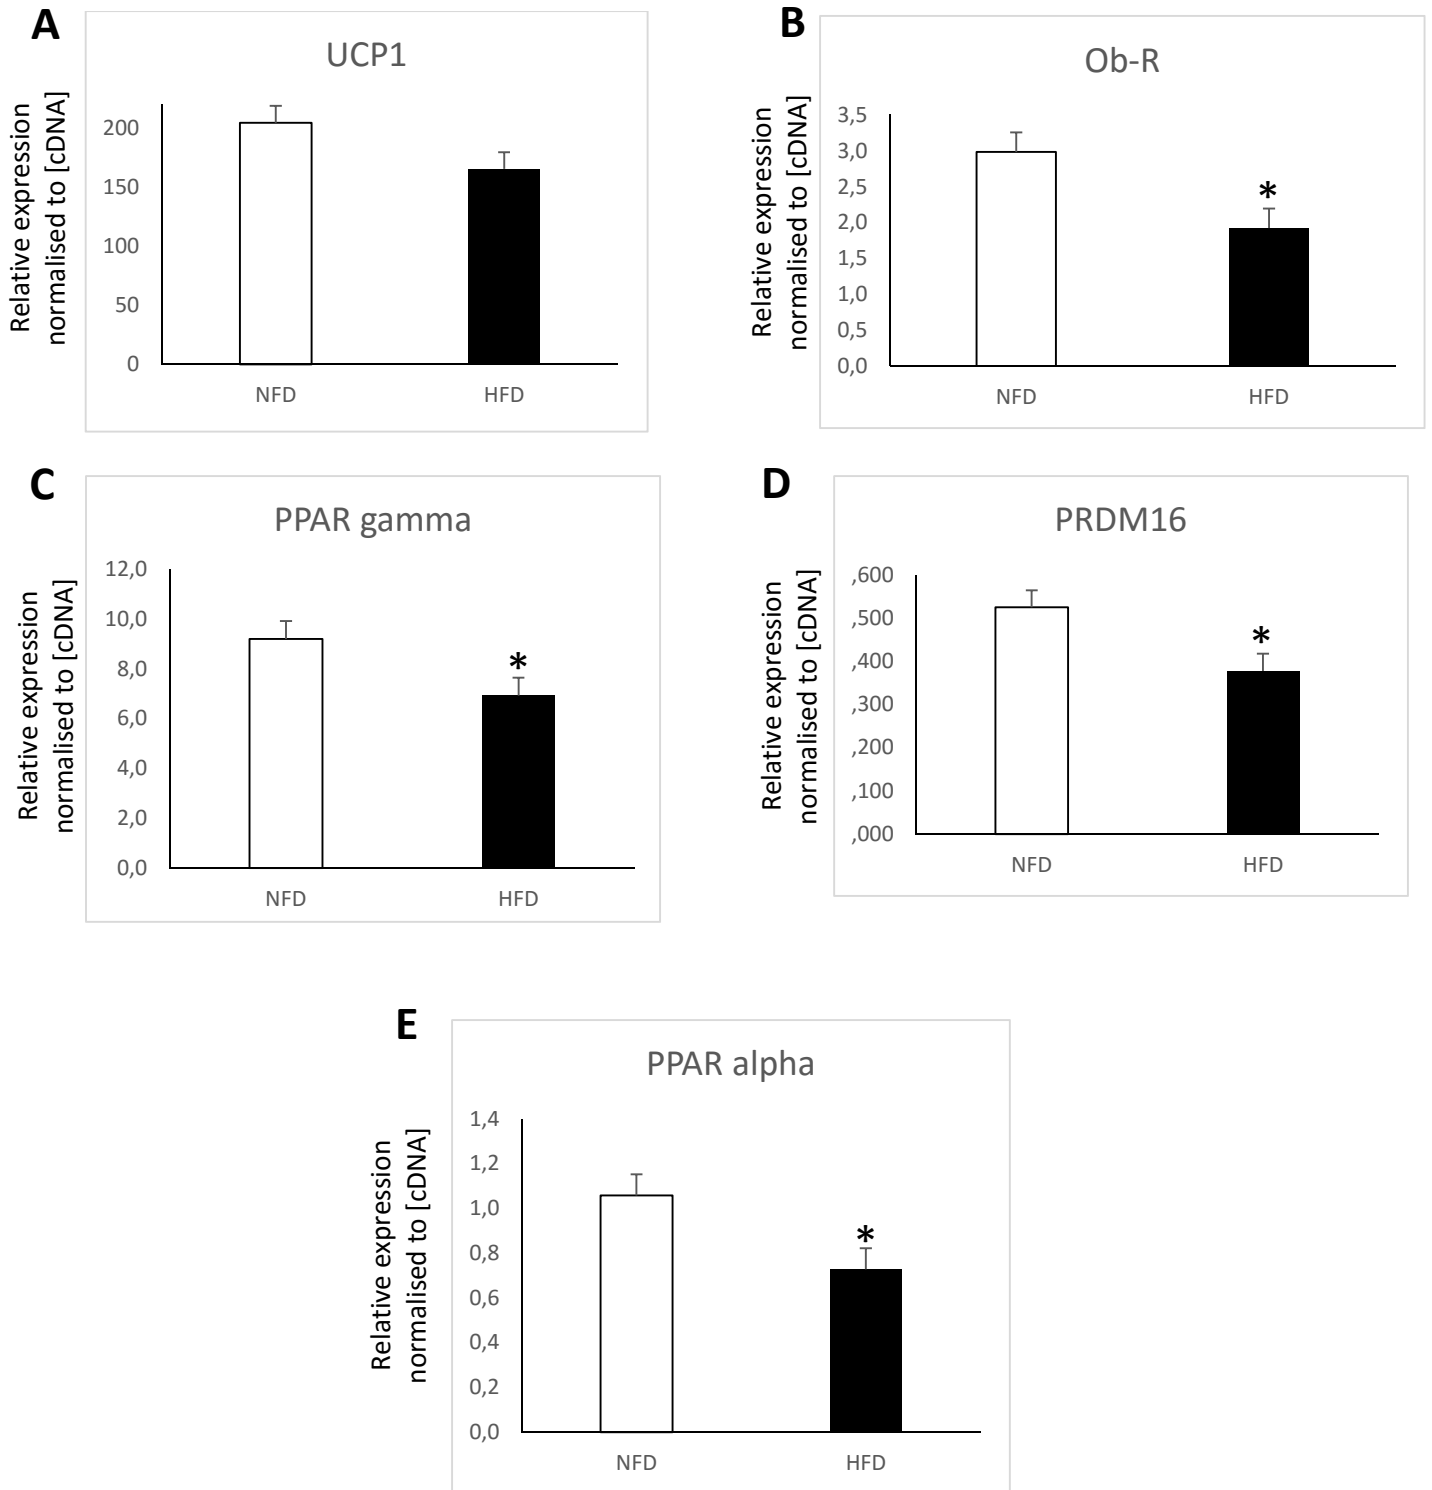 A
UCP1
Relative expression
normalised to [cDNA]
200
150
100
50
0
NFD
HFD
B
Ob-R
Relative expression
normalised to [cDNA]
3,5
3,0
2,5
2,0
1,5
1,0
0,5
0,0
*
NFD
HFD
C
PPAR gamma
Relative expression
normalised to [cDNA]
12,0
10,0
8,0
6,0
4,0
2,0
0,0
*
NFD
HFD
D
PRDM16
Relative expression
normalised to [cDNA]
,600
,500
,400
,300
,200
,100
,000
*
NFD
HFD
E
PPAR alpha
Relative expression
normalised to [cDNA]
1,4
1,2
1,0
0,8
0,6
0,4
0,2
0,0
*
NFD
HFD